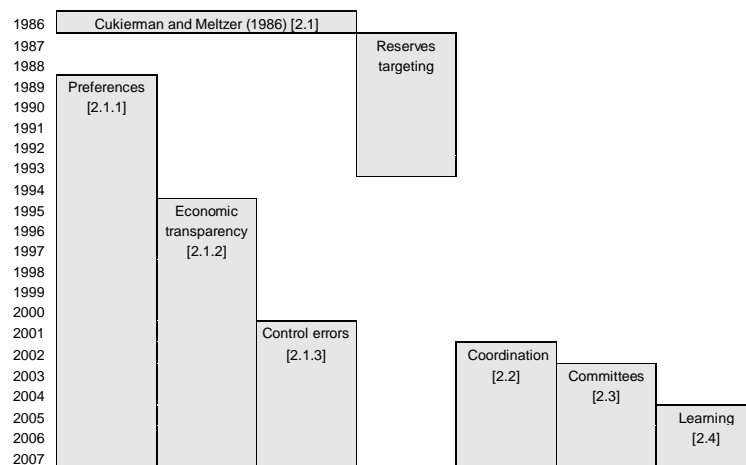 1986 Cukierman and Meltzer (1986) [2.1]
1987 Reserves
1988 targeting
1989 Preferences
1990 [2.1.1]
1991
1992
1993
1994
1995 Economic
1996 transparency
1997 [2.1.2]
1998
1999
2000
2001 Control errors
2002 [2.1.3] Coordination
2003 [2.2] Committees
2004 [2.3]
2005 Learning
2006 [2.4]
2007